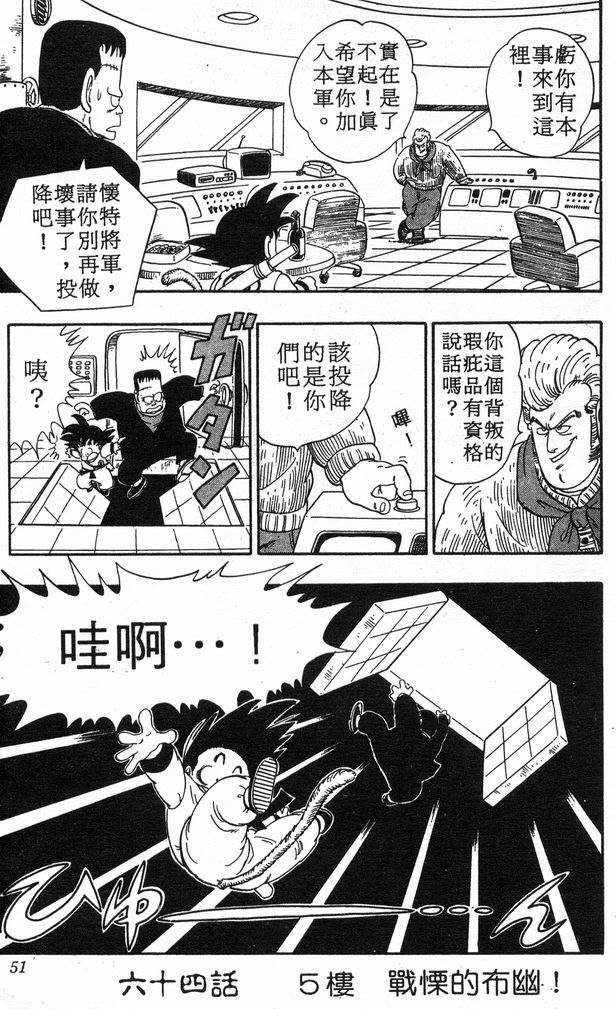 虧你有本
事來到這
裡！
實在是了
不起！眞
希望你加
入本軍。
懷特將軍，
請你別再做
壞事了，投
降吧！
你這個背叛的
瑕疵品有資格
說話嗎？
該投降
的是你
們吧！
嗶！
ガタン
咦？
哇啊⋯！
ひゅーん
51
六十四話　5樓　戰慄的布幽！